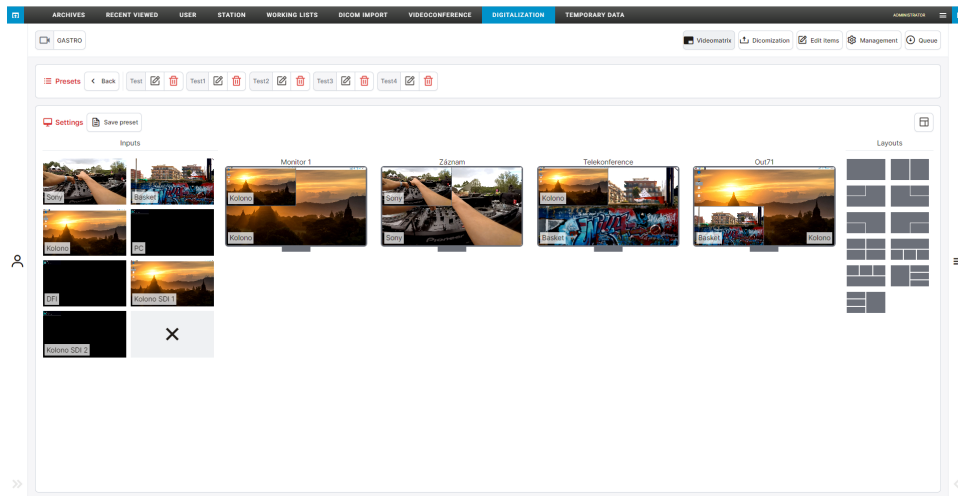 ARCHIVES RECENT VIEWED USER STATION WORKING LISTS DICOM IMPORT VIDEOCONFERENCE DIGITALIZATION TEMPORARY DATA ADMINISTRATOR
GASTRO Videomatrix Dicomization Edit items Management Queue
Presets Back Test Test1 Test2 Test3 Test4
Settings Save preset
Inputs Layouts
Monitor 1 Záznam Telekonference Out71
Sony Basket Kolono Sony Kolono
Kolono PC Kolono Sony Basket Basket Kolono
DFI Kolono SDI 1
Kolono SDI 2